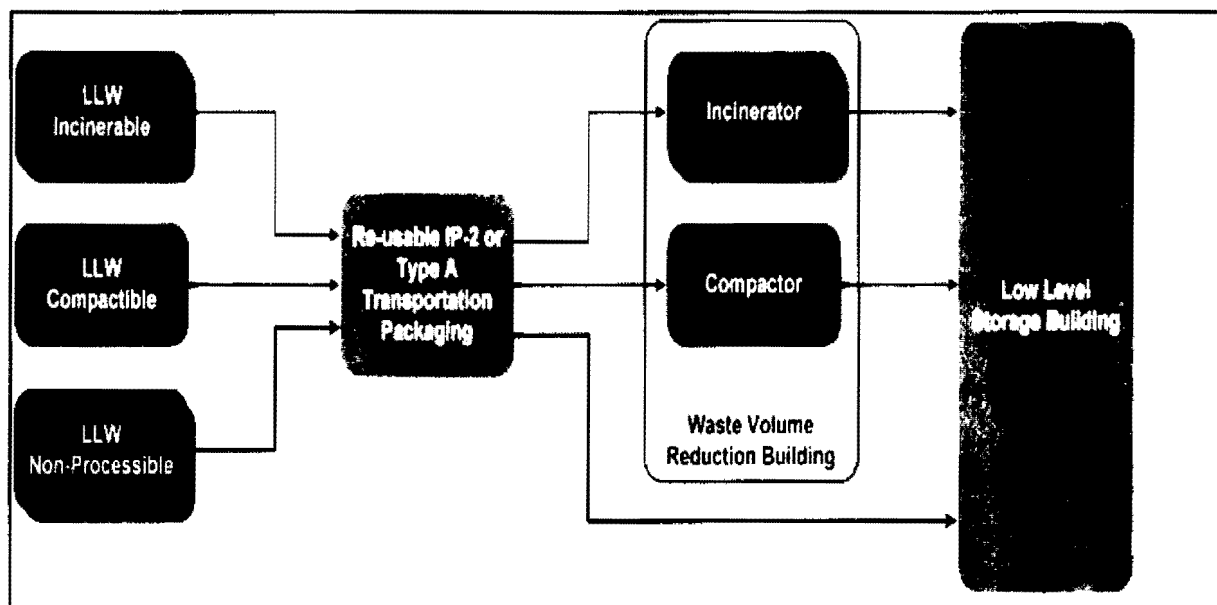 LLW
Incinerable
LLW
Compactible
LLW
Non-Processible
Re-usable IP-2 or
Type A
Transportation
Packaging
Incinerator
Compactor
Waste Volume
Reduction Building
Low Level
Storage Building